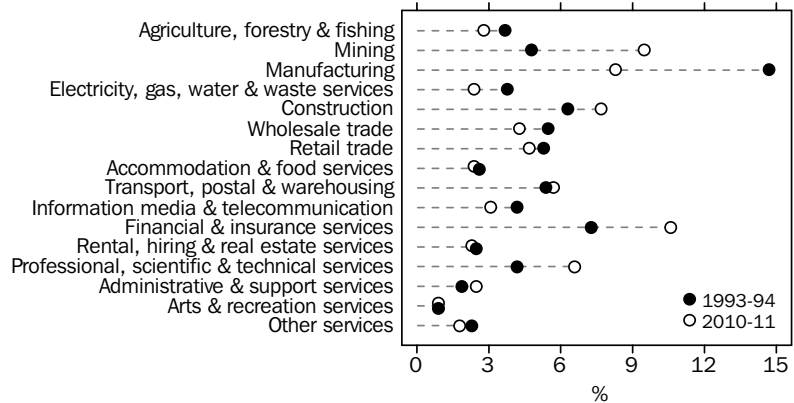 Agriculture, forestry & fishing
Mining
Manufacturing
Electricity, gas, water & waste services
Construction
Wholesale trade
Retail trade
Accommodation & food services
Transport, postal & warehousing
Information media & telecommunication
Financial & insurance services
Rental, hiring & real estate services
Professional, scientific & technical services
Administrative & support services
Arts & recreation services
Other services
1993-94
2010-11
0 3 6 9 12 15
%